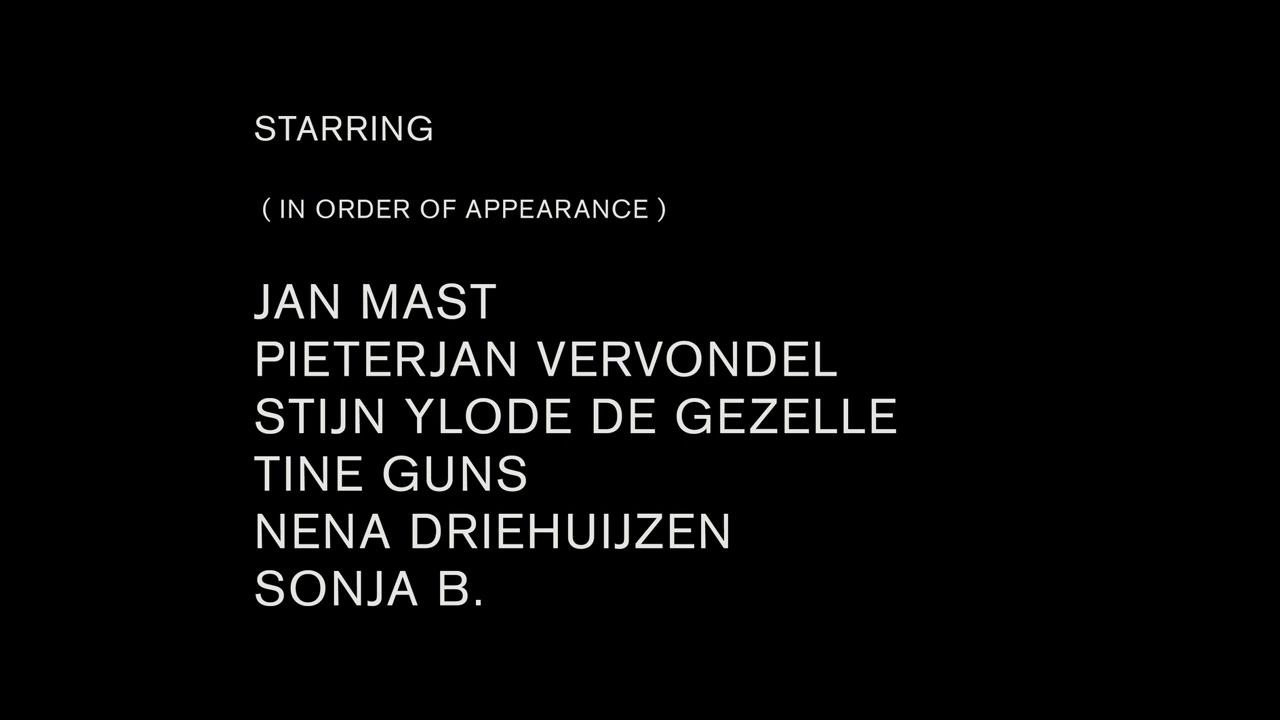 STARRING
( IN ORDER OF APPEARANCE )
JAN MAST
PIETERJAN VERVONDEL
STIJN YLODE DE GEZELLE
TINE GUNS
NENA DRIEHUIJZEN
SONJA B.